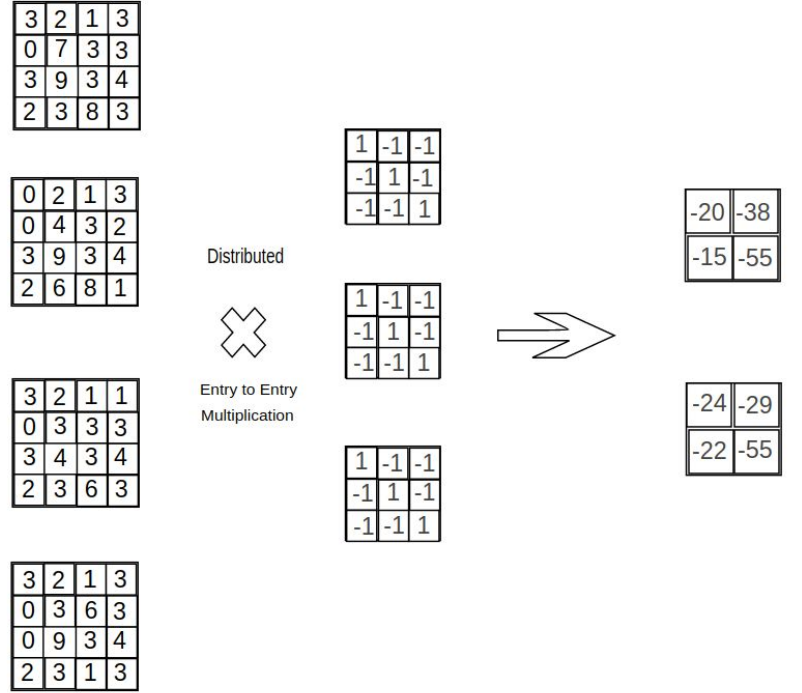 3 2 1 3
0 7 3 3
3 9 3 4
2 3 8 3
0 2 1 3
0 4 3 2
3 9 3 4
2 6 8 1
3 2 1 1
0 3 3 3
3 4 3 4
2 3 6 3
3 2 1 3
0 3 6 3
0 9 3 4
2 3 1 3
Distributed
Entry to Entry
Multiplication
1 -1 -1
-1 1 -1
-1 -1 1
1 -1 -1
-1 1 -1
-1 -1 1
1 -1 -1
-1 1 -1
-1 -1 1
-20 -38
-15 -55
-24 -29
-22 -55